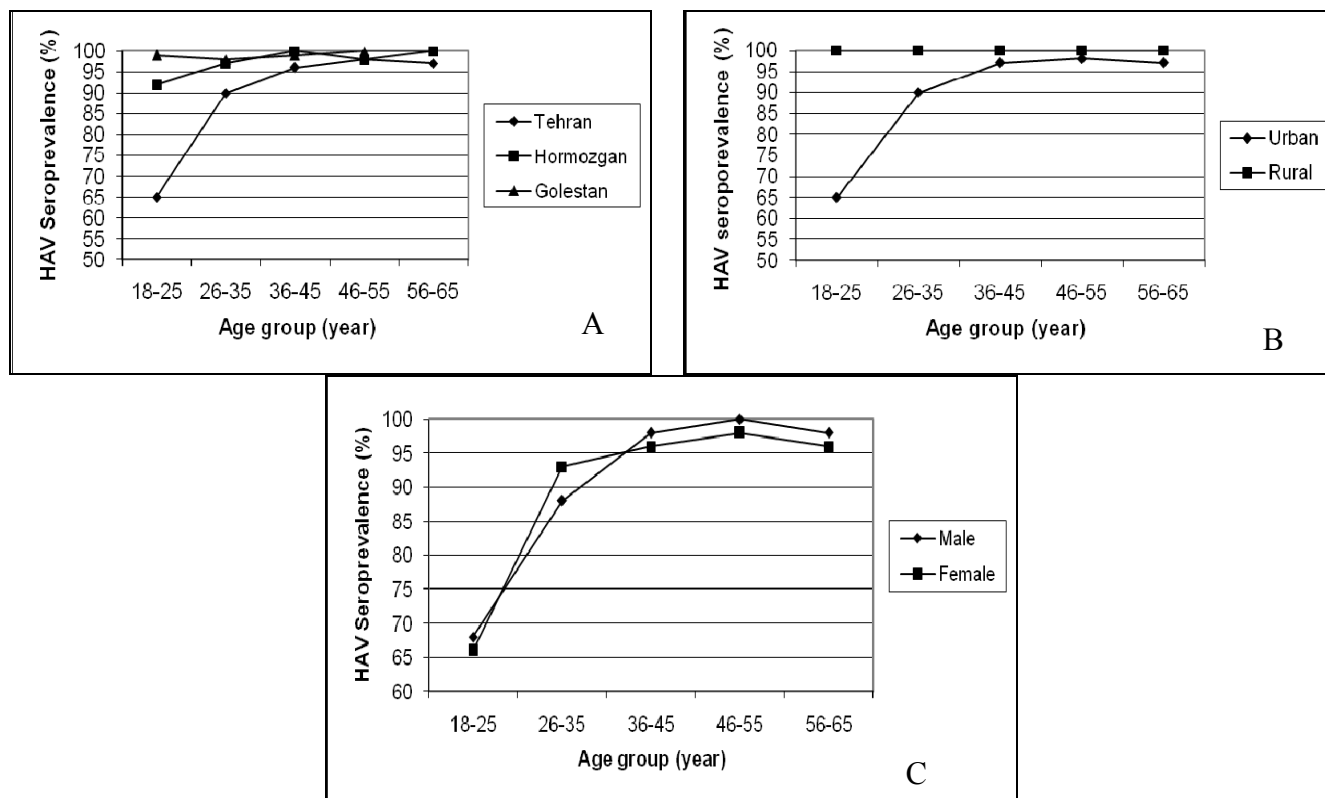 HAV Seroprevalence (%)
100
95
90
85
80
75
70
65
60
55
50
18-25 26-35 36-45 46-55 56-65
Age group (year)
Tehran
Hormozgan
Golestan
A
HAV seroporevalence (%)
100
95
90
85
80
75
70
65
60
55
50
18-25 26-35 36-45 46-55 56-65
Age group (year)
Urban
Rural
B
HAV Seroprevalence (%)
100
95
90
85
80
75
70
65
60
18-25 26-35 36-45 46-55 56-65
Age group (year)
Male
Female
C